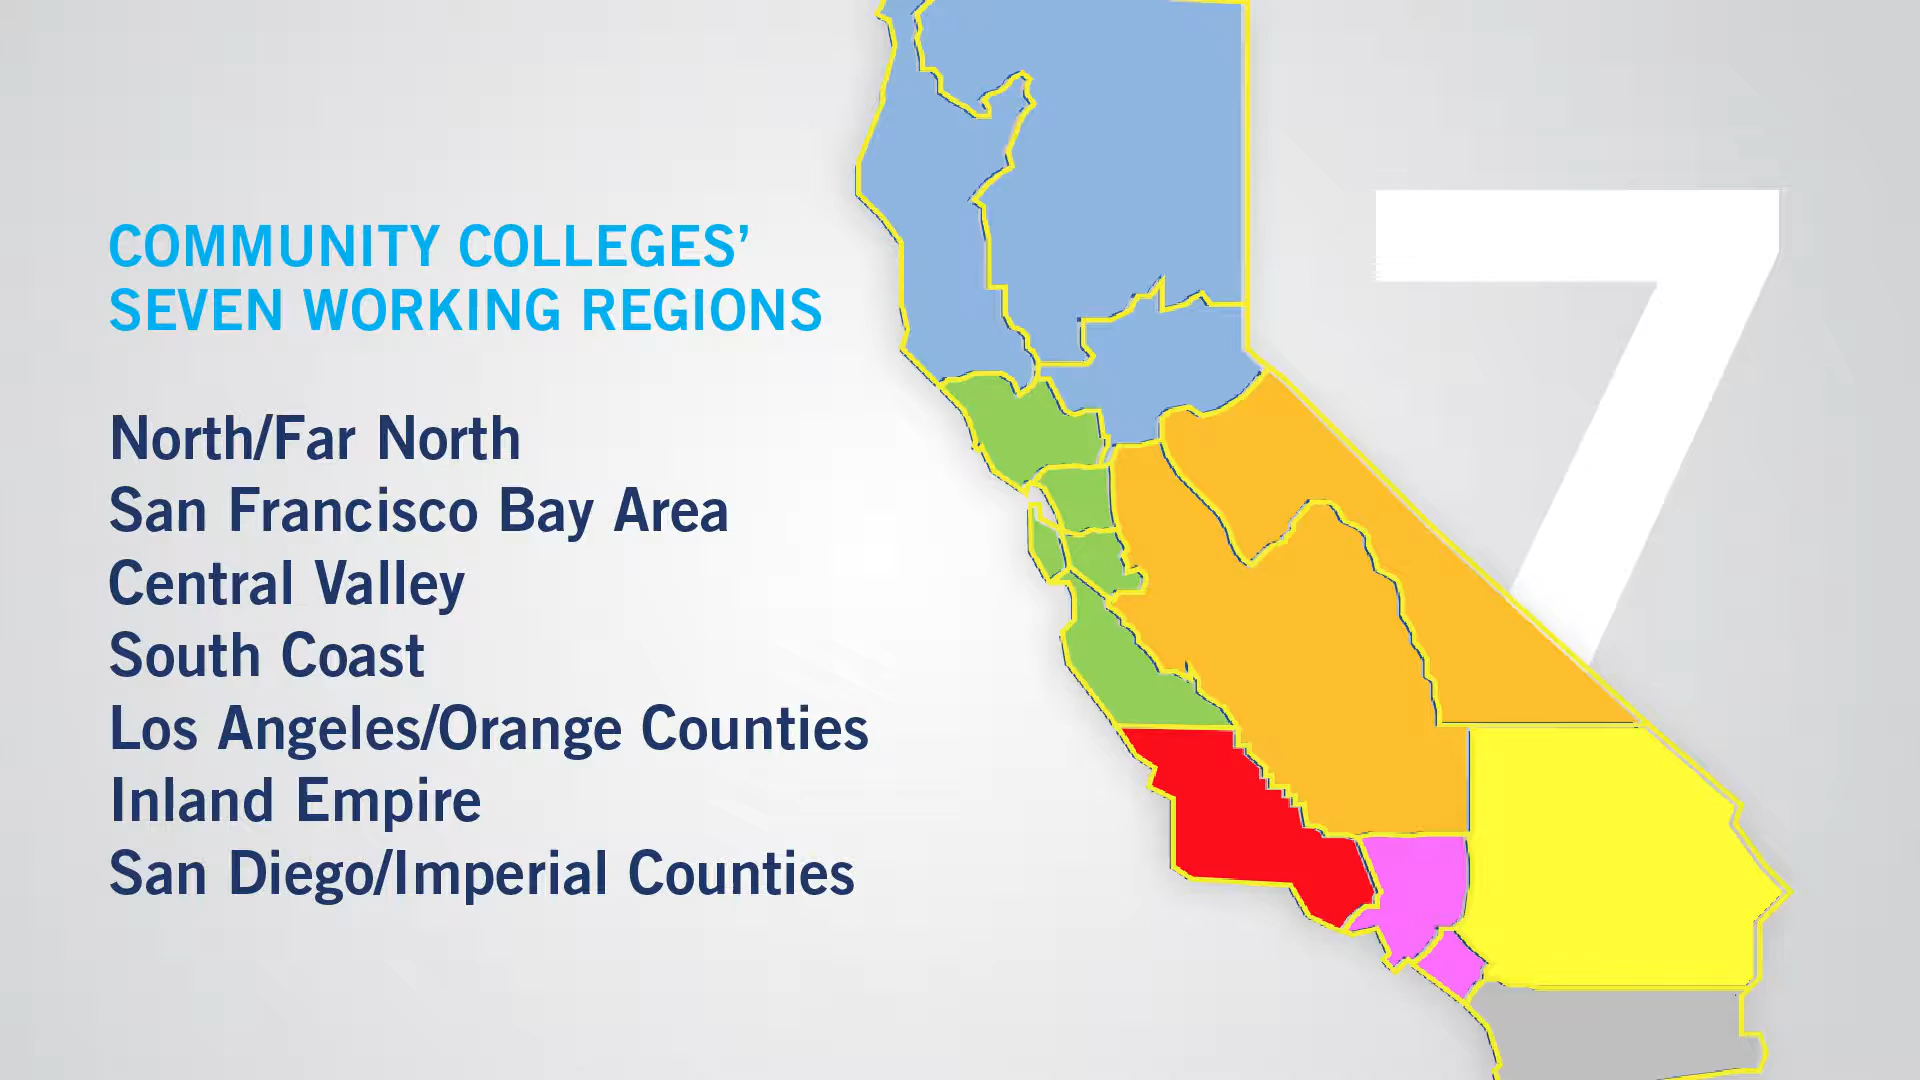 COMMUNITY COLLEGES’
SEVEN WORKING REGIONS
North/Far North
San Francisco Bay Area
Central Valley
South Coast
Los Angeles/Orange Counties
Inland Empire
San Diego/Imperial Counties
7